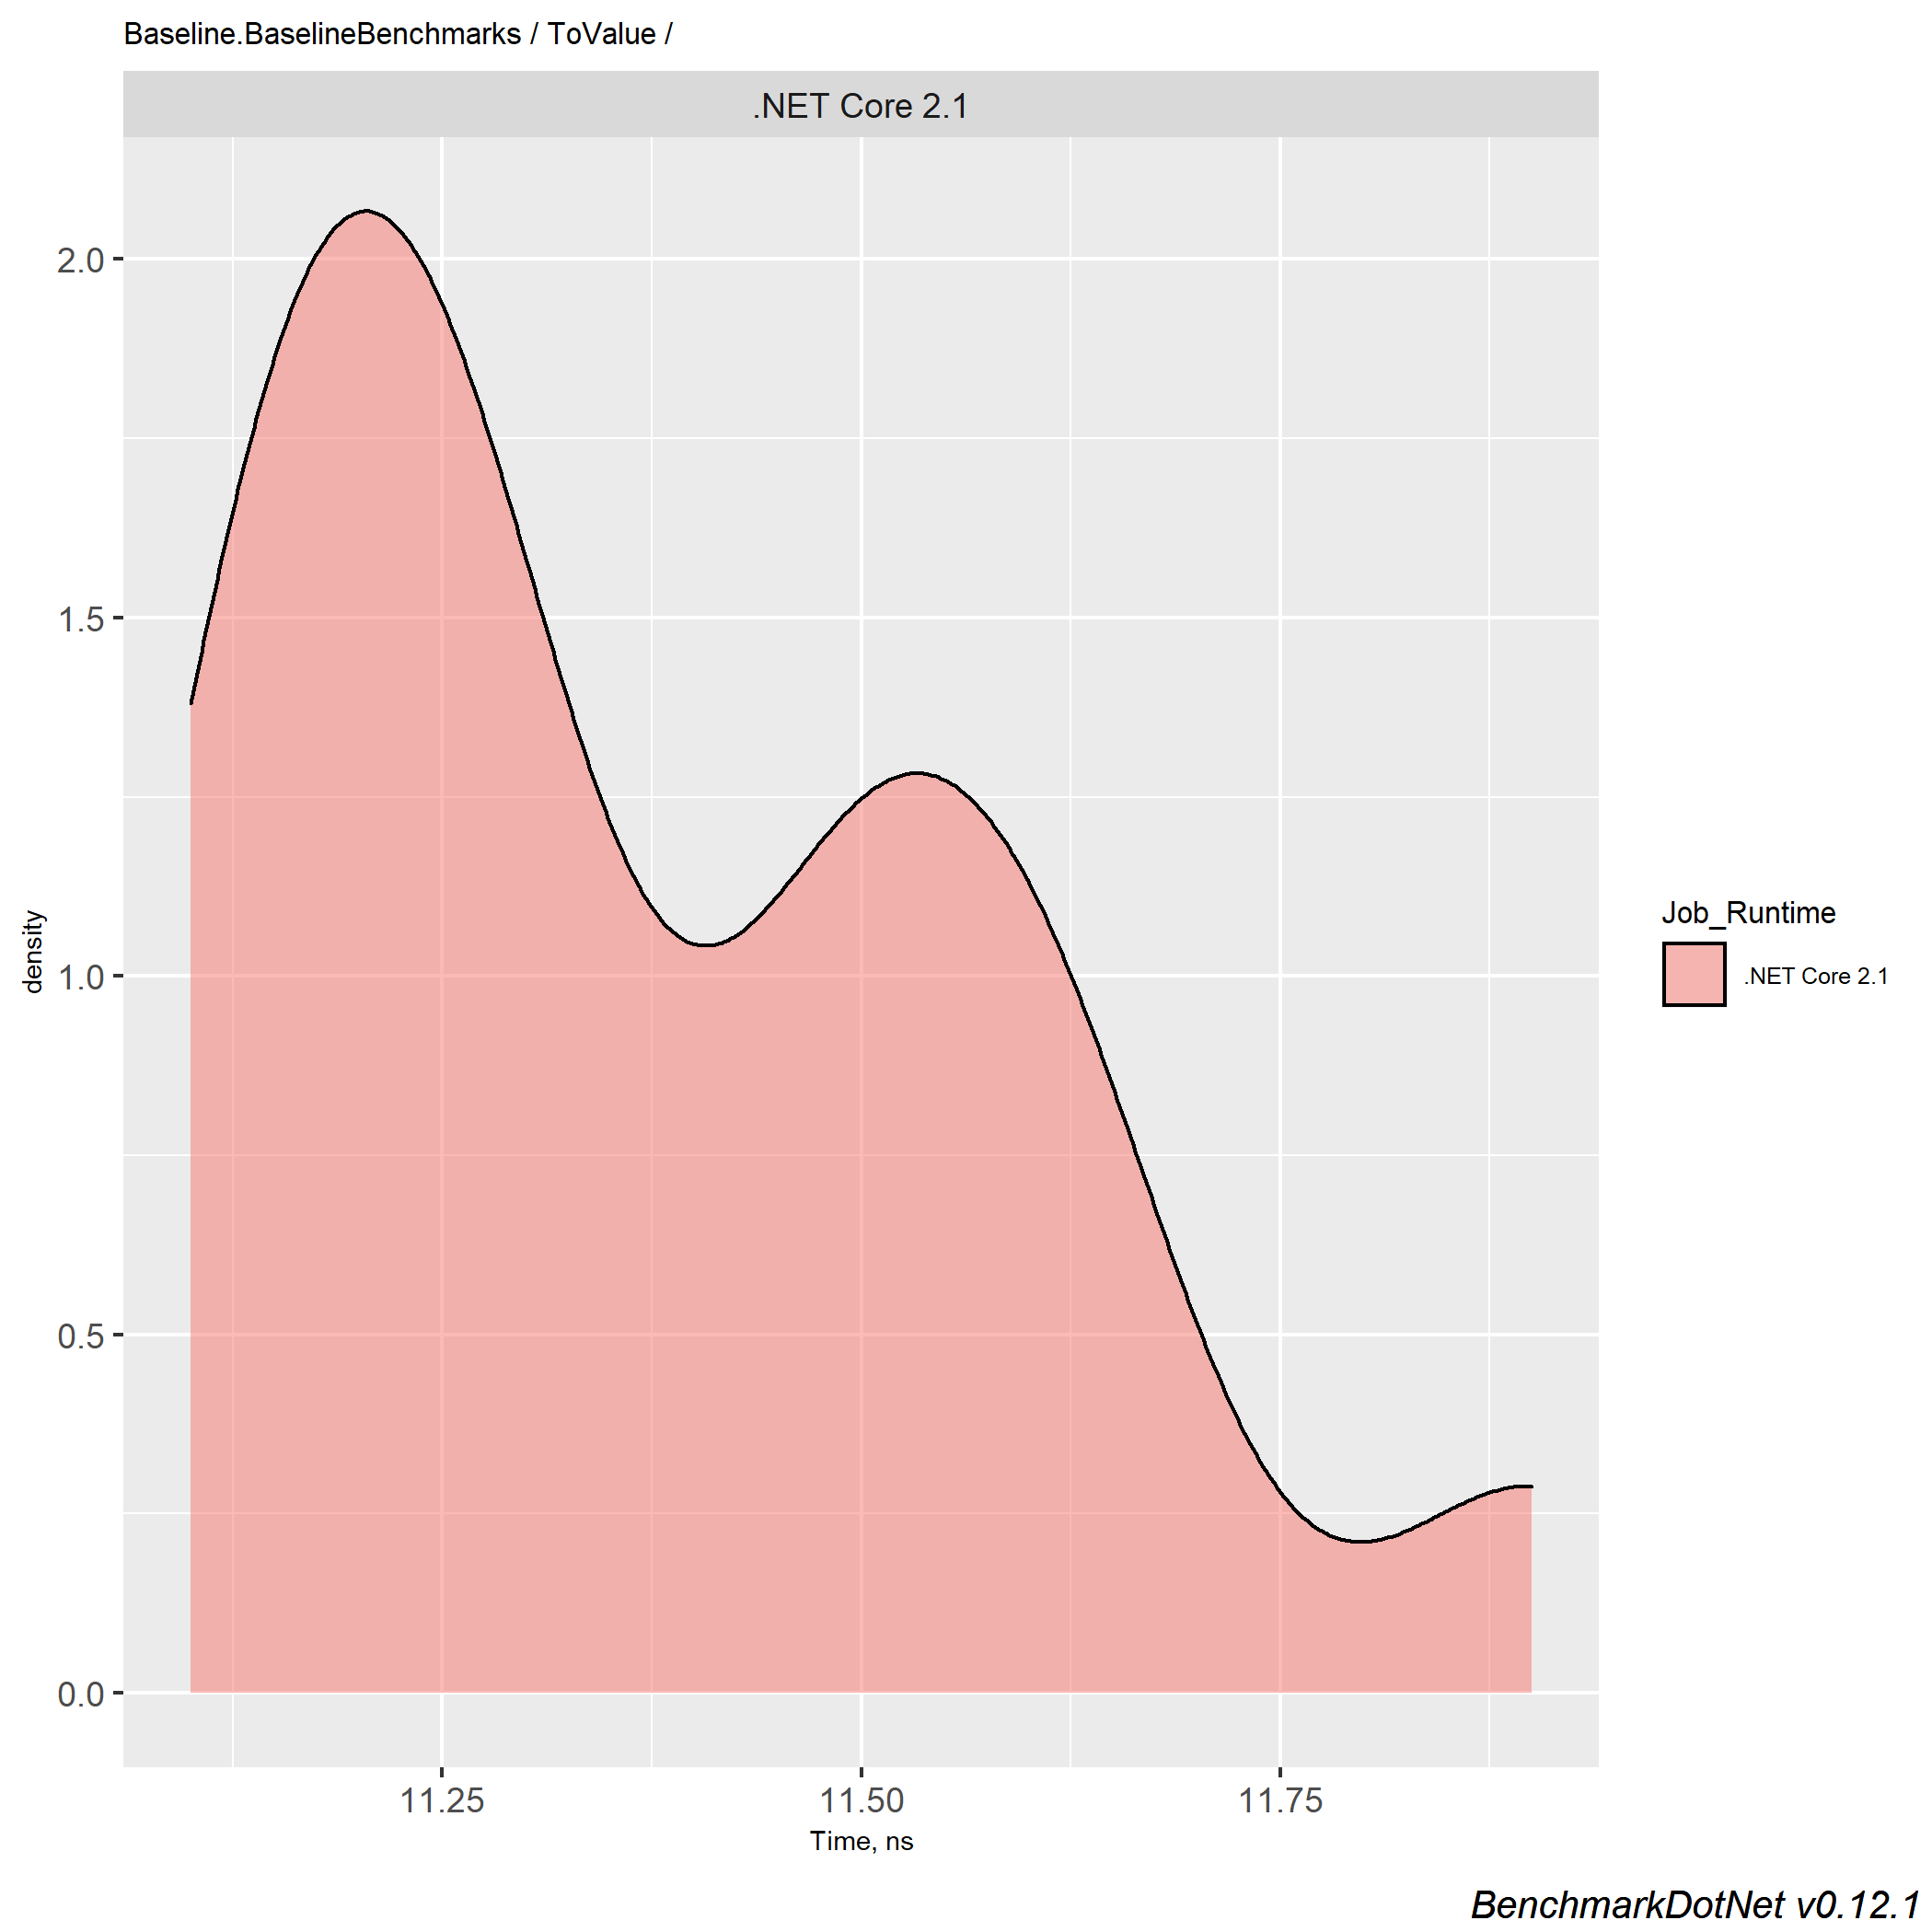 Baseline.BaselineBenchmarks / ToValue /
.NET Core 2.1
2.0
1.5
1.0
0.5
0.0
density
11.25 11.50 11.75
Time, ns
Job_Runtime
.NET Core 2.1
BenchmarkDotNet v0.12.1